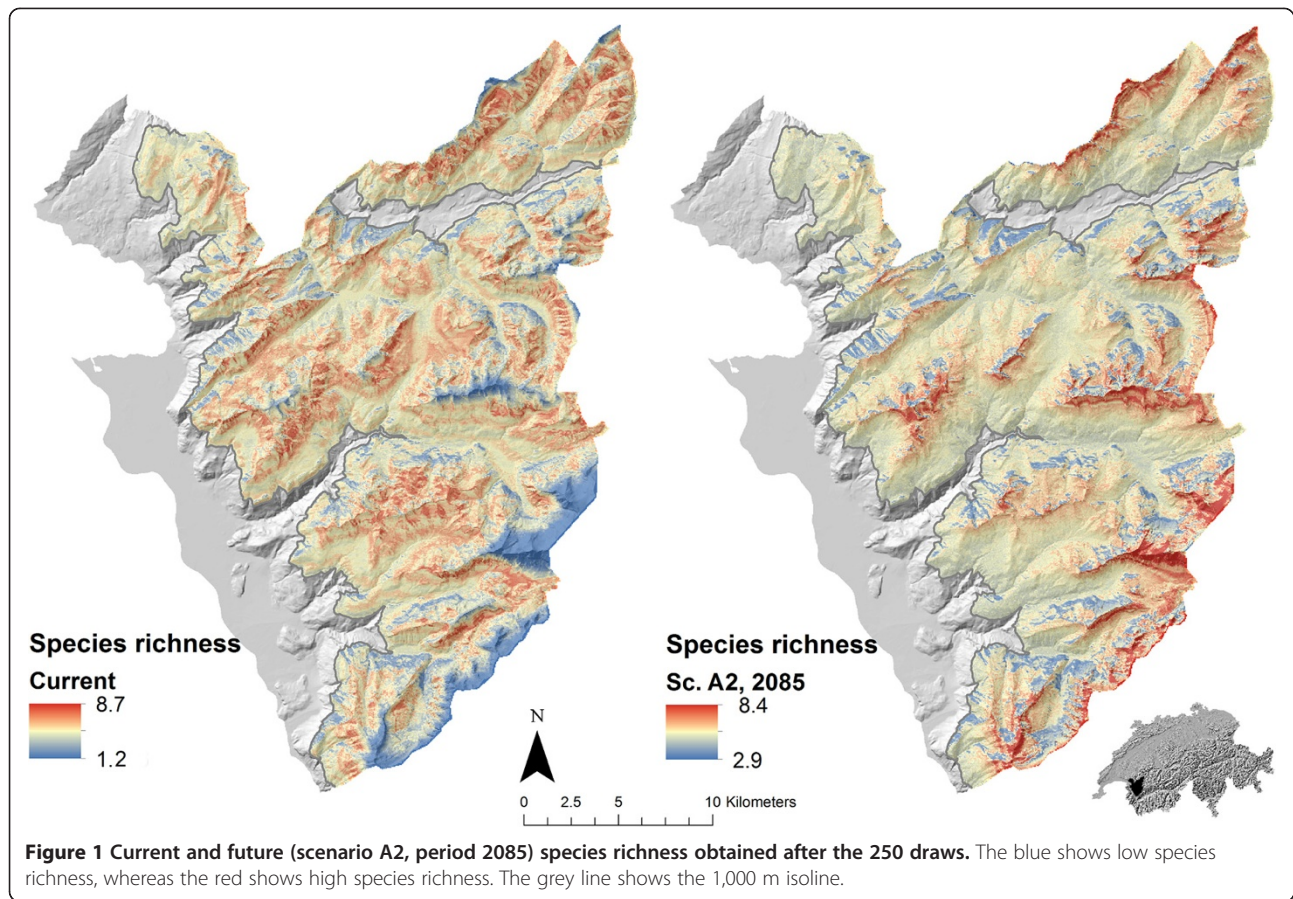 Species richness
Current
8.7
1.2
N
0 2.5 5 10 Kilometers
Species richness
Sc. A2, 2085
8.4
2.9
Figure 1 Current and future (scenario A2, period 2085) species richness obtained after the 250 draws. The blue shows low species
richness, whereas the red shows high species richness. The grey line shows the 1,000 m isoline.